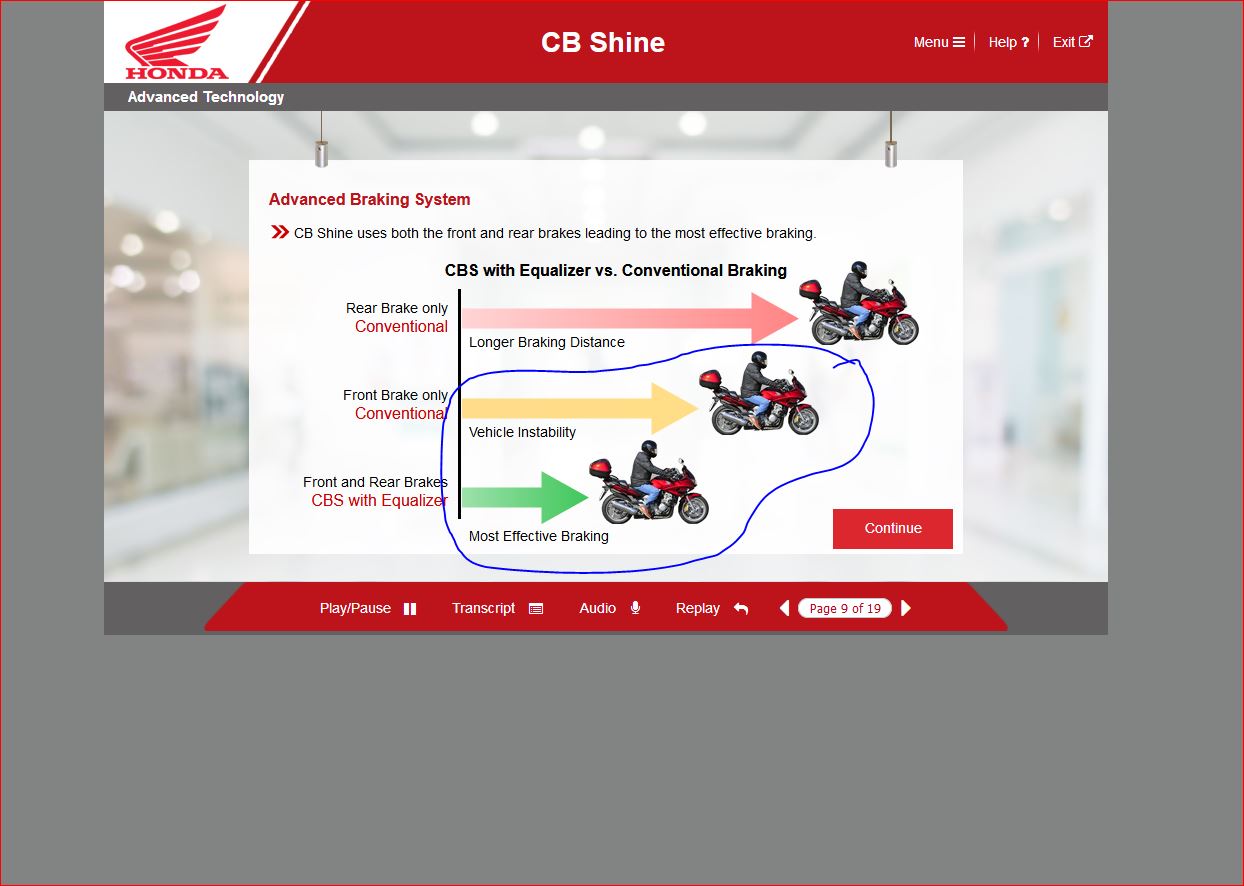 HONDA
CB Shine
Menu
Help ?
Exit
Advanced Technology
Advanced Braking System
CB Shine uses both the front and rear brakes leading to the most effective braking.
CBS with Equalizer vs. Conventional Braking
Rear Brake only
Conventional
Longer Braking Distance
Front Brake only
Conventional
Vehicle Instability
Front and Rear Brakes
CBS with Equalizer
Most Effective Braking
Continue
Play/Pause
Transcript
Audio
Replay
Page 9 of 19